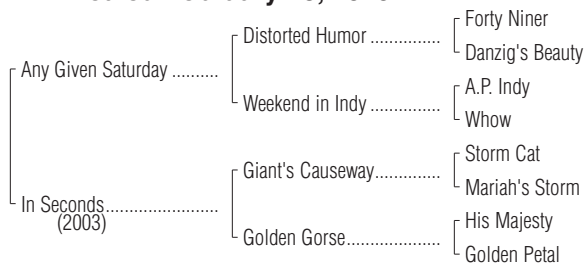 Forty Niner
Distorted Humor ................
Danzig's Beauty
Any Given Saturday ..........
A.P. Indy
Weekend in Indy ...............
Whow
Storm Cat
Giant's Causeway..............
Mariah's Storm
In Seconds........................
(2003)
His Majesty
Golden Gorse....................
Golden Petal